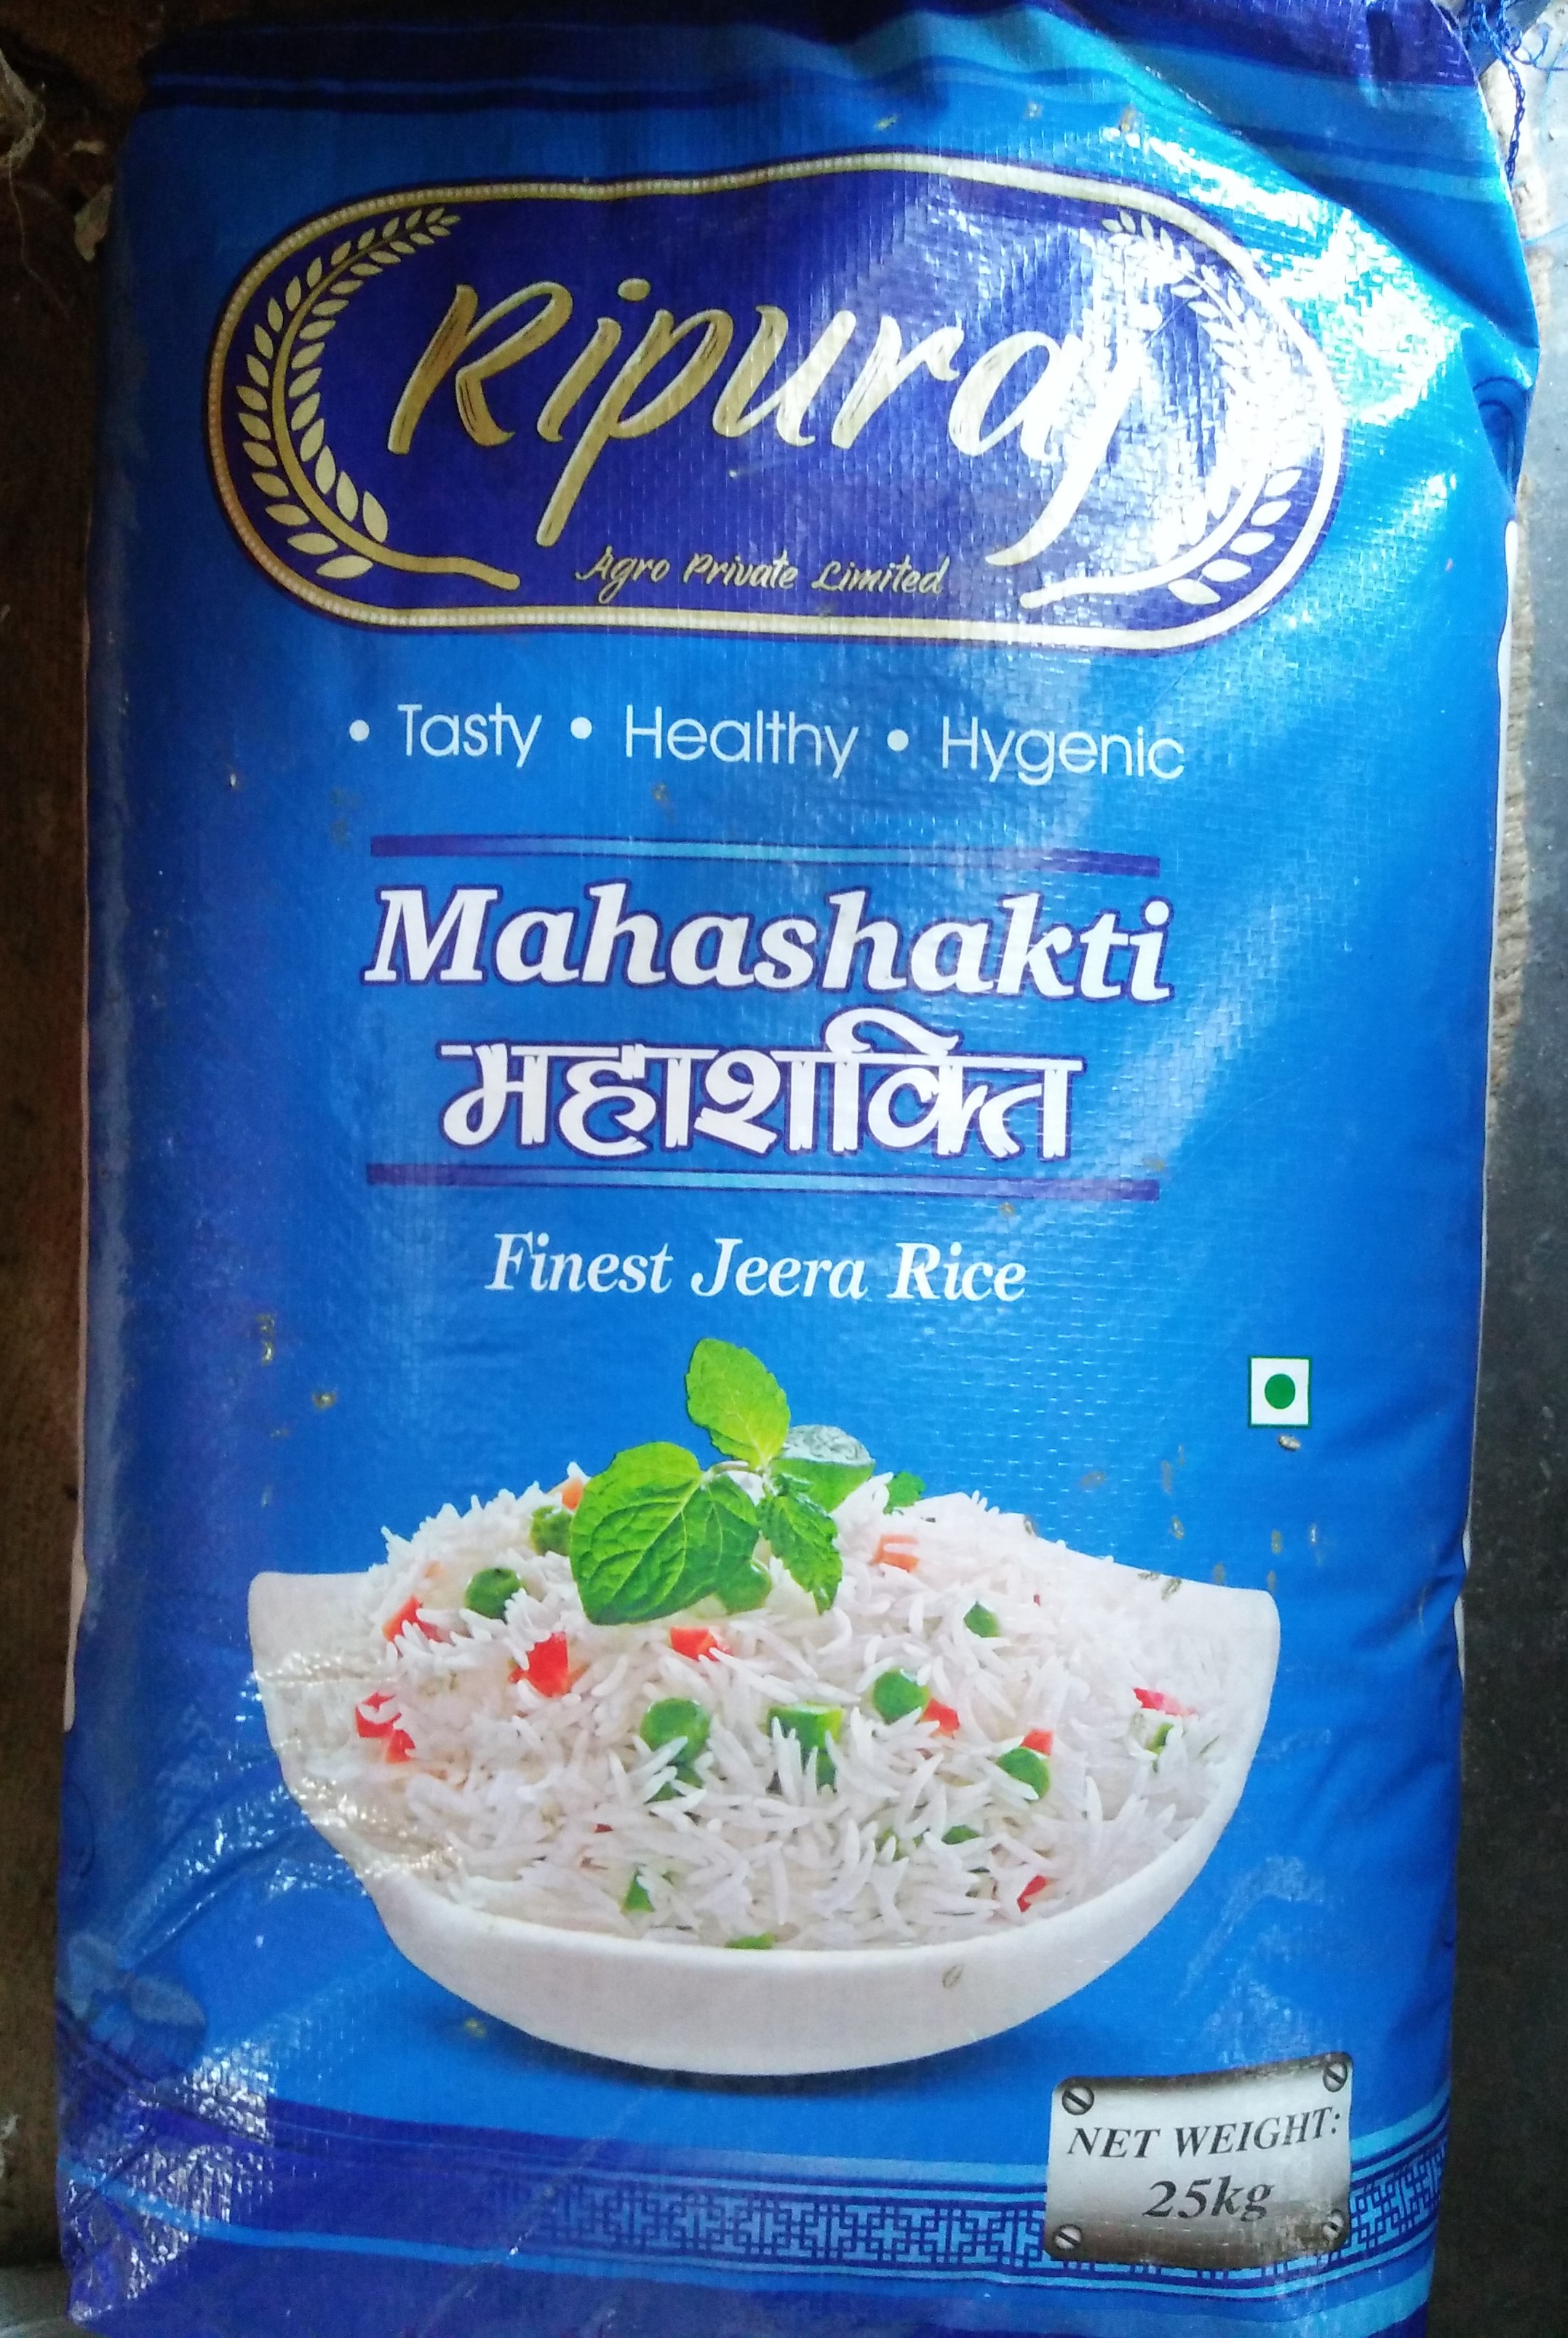 Ripuraj
Agro Private Limited
• Tasty • Healthy • Hygenic
Mahashakti
महाशक्ति
Finest Jeera Rice
NET WEIGHT:
25kg